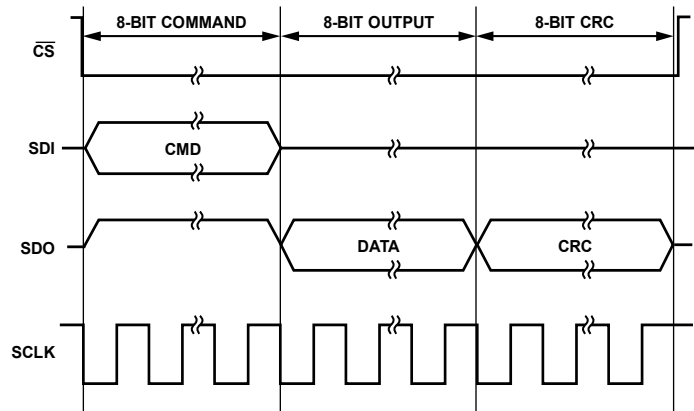 8-BIT COMMAND 8-BIT OUTPUT 8-BIT CRC
CS
SDI CMD
SDO DATA CRC
SCLK